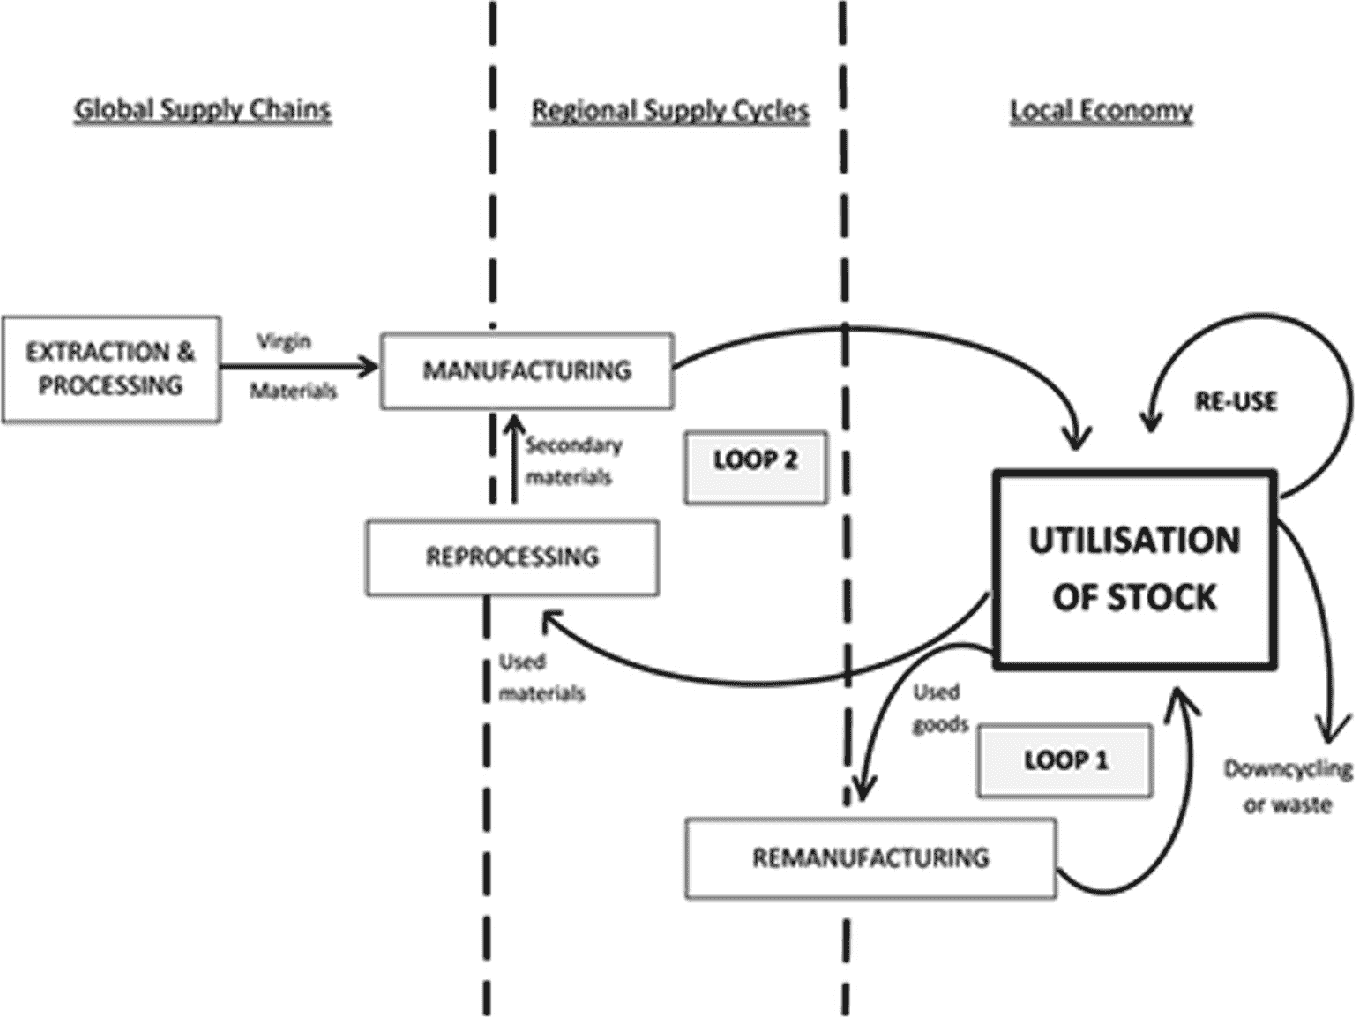 Global Supply Chains
Regional Supply Cycles
Local Economy
EXTRACTION &
PROCESSING
Virgin
Materials
MANUFACTURING
RE-USE
Secondary
materials
LOOP 2
REPROCESSING
UTILISATION
OF STOCK
Used
materials
Used
goods
LOOP 1
Downcycling
or waste
REMANUFACTURING